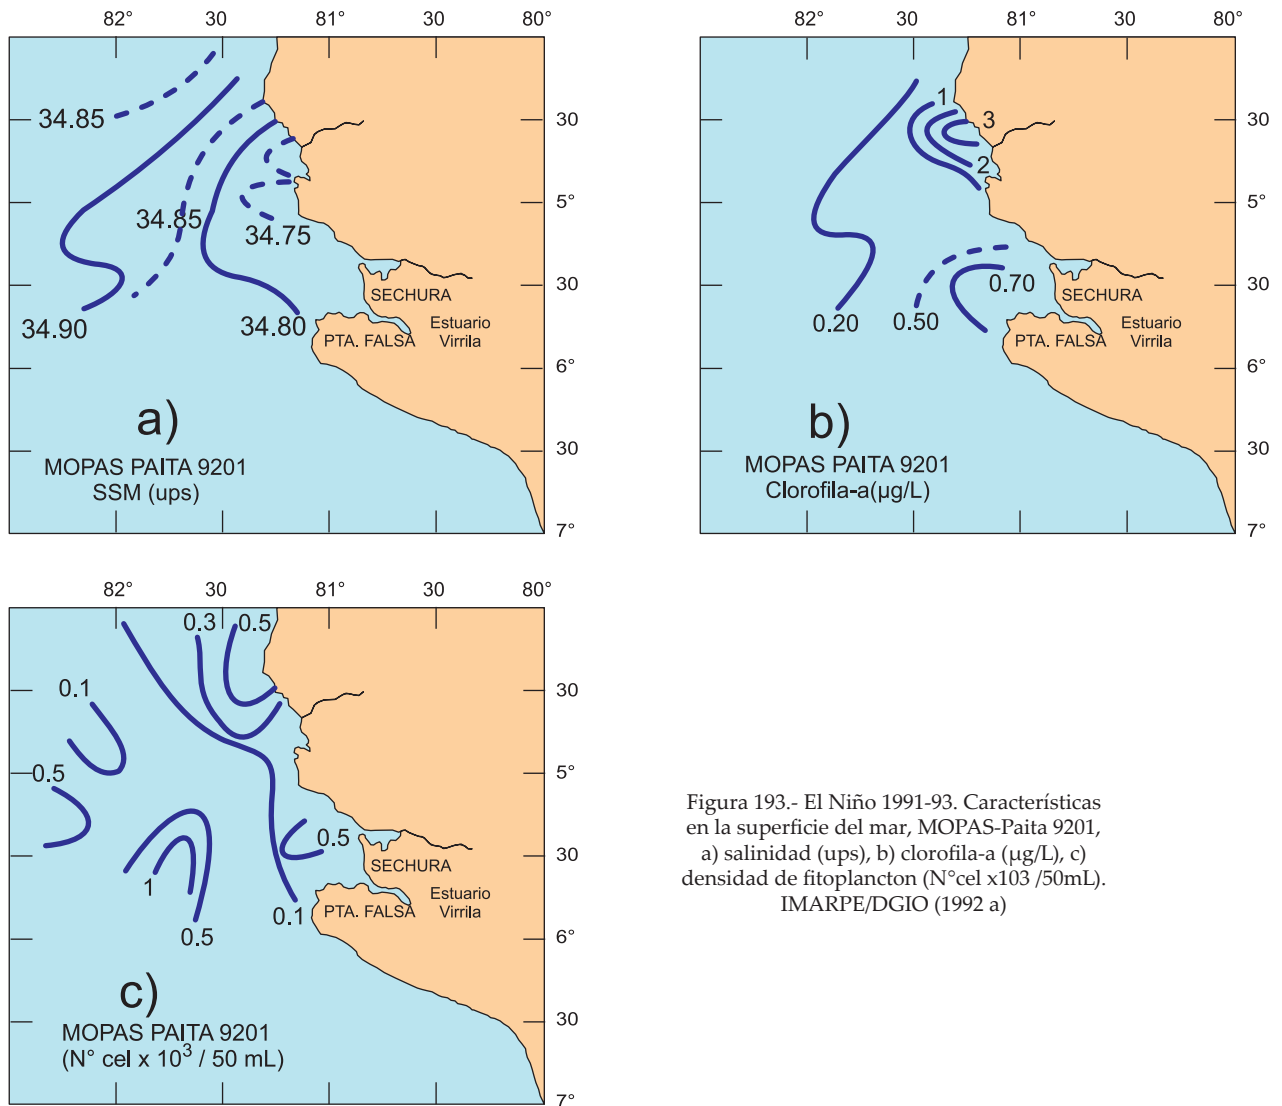 82° 30 81° 30 80°
34.85
30
34.85
34.75
5°
30
SECHURA
34.90
34.80
PTA. FALSA
Estuario
Virrila
6°
a)
30
MOPAS PAITA 9201
SSM (ups)
7°
82° 30 81° 30 80°
1
3
30
2
5°
0.70
30
SECHURA
0.20
0.50
PTA. FALSA
Estuario
Virrila
6°
b)
30
MOPAS PAITA 9201
Clorofila-a(µg/L)
7°
82° 30 81° 30 80°
0.3
0.5
0.1
30
0.5
5°
0.5
30
SECHURA
1
0.5
0.1
PTA. FALSA
Estuario
Virrila
6°
c)
30
MOPAS PAITA 9201
(N° cel x 10³ / 50 mL)
7°
Figura 193.- El Niño 1991-93. Características
en la superficie del mar, MOPAS-Paita 9201,
a) salinidad (ups), b) clorofila-a (µg/L), c)
densidad de fitoplancton (N°cel x103 /50mL).
IMARPE/DGIO (1992 a)